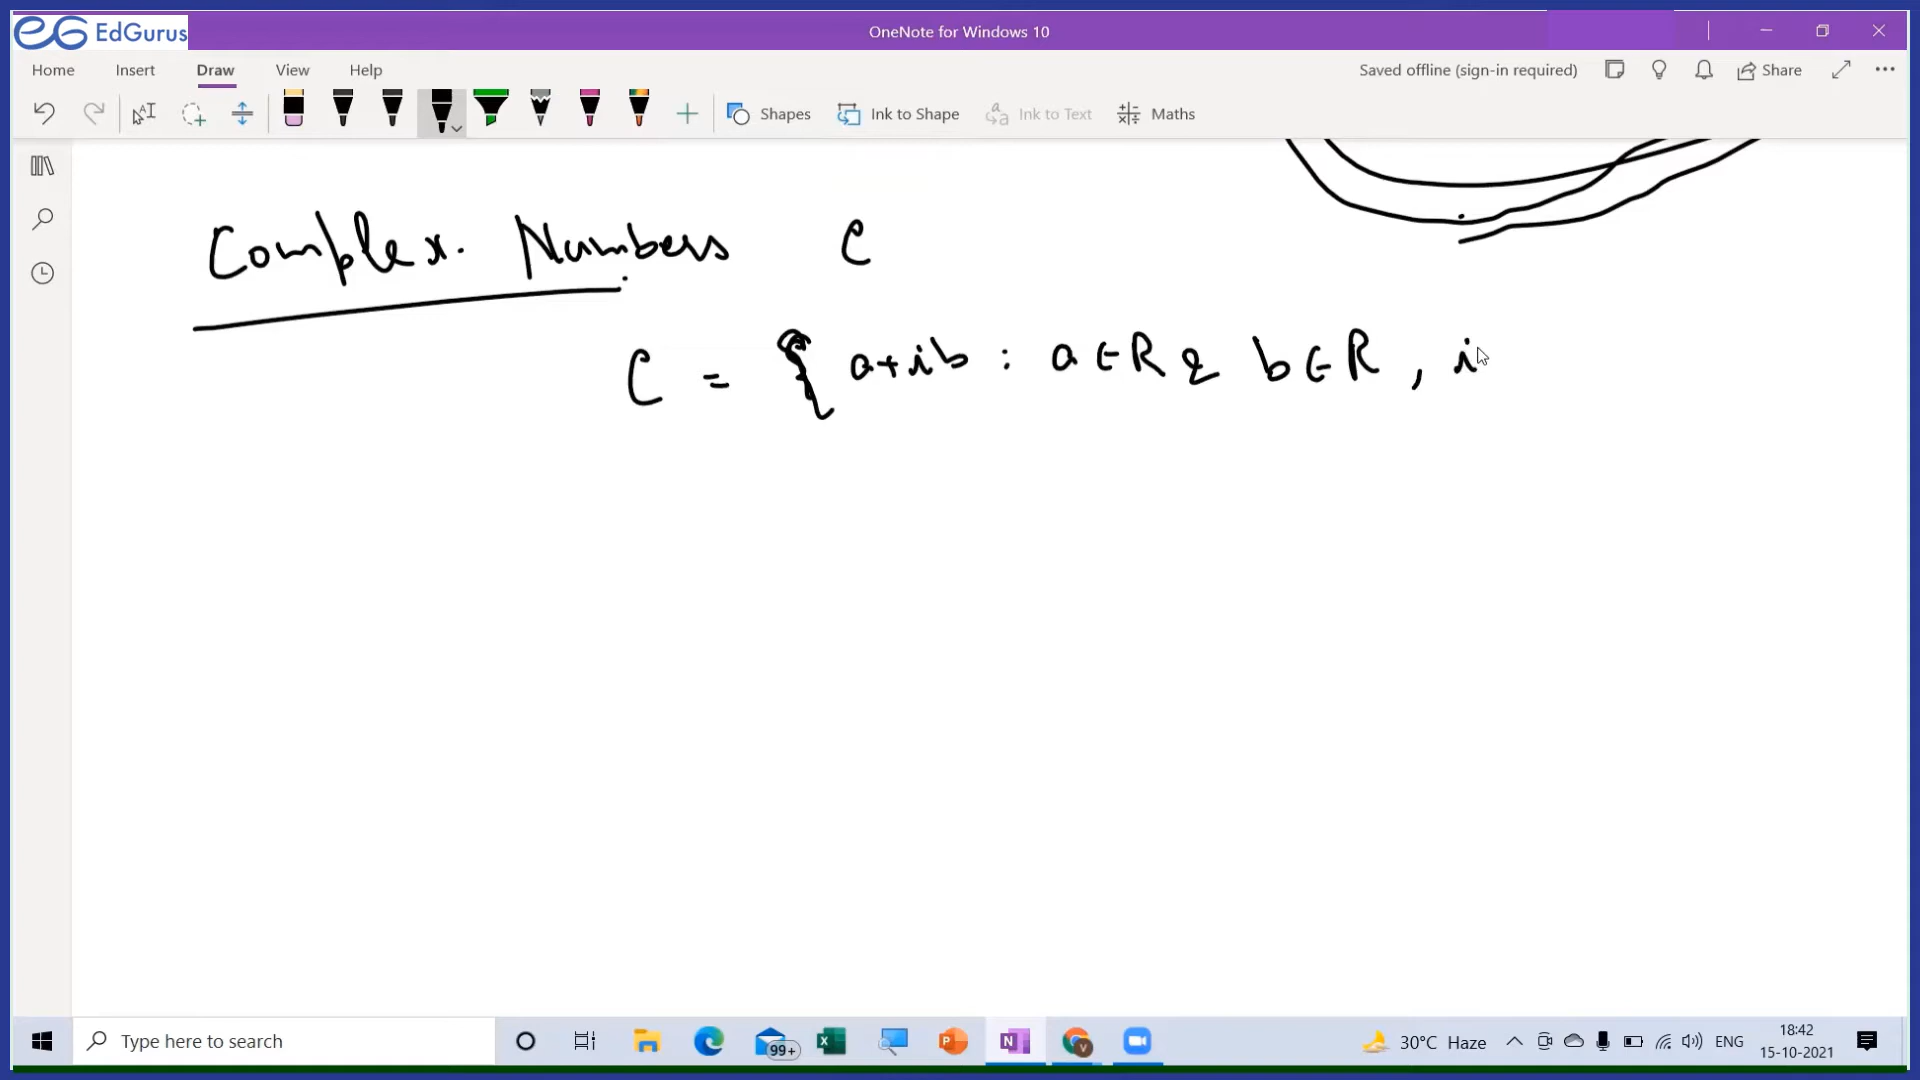 EdGurus
OneNote for Windows 10
Home Insert Draw View Help Saved offline (sign-in required) Share
Shapes Ink to Shape Ink to Text Maths
Complex. Numbers C
C = { a+ib : a ∈ R & b ∈ R , i
Type here to search 99+ 30°C Haze ENG 18:42
15-10-2021